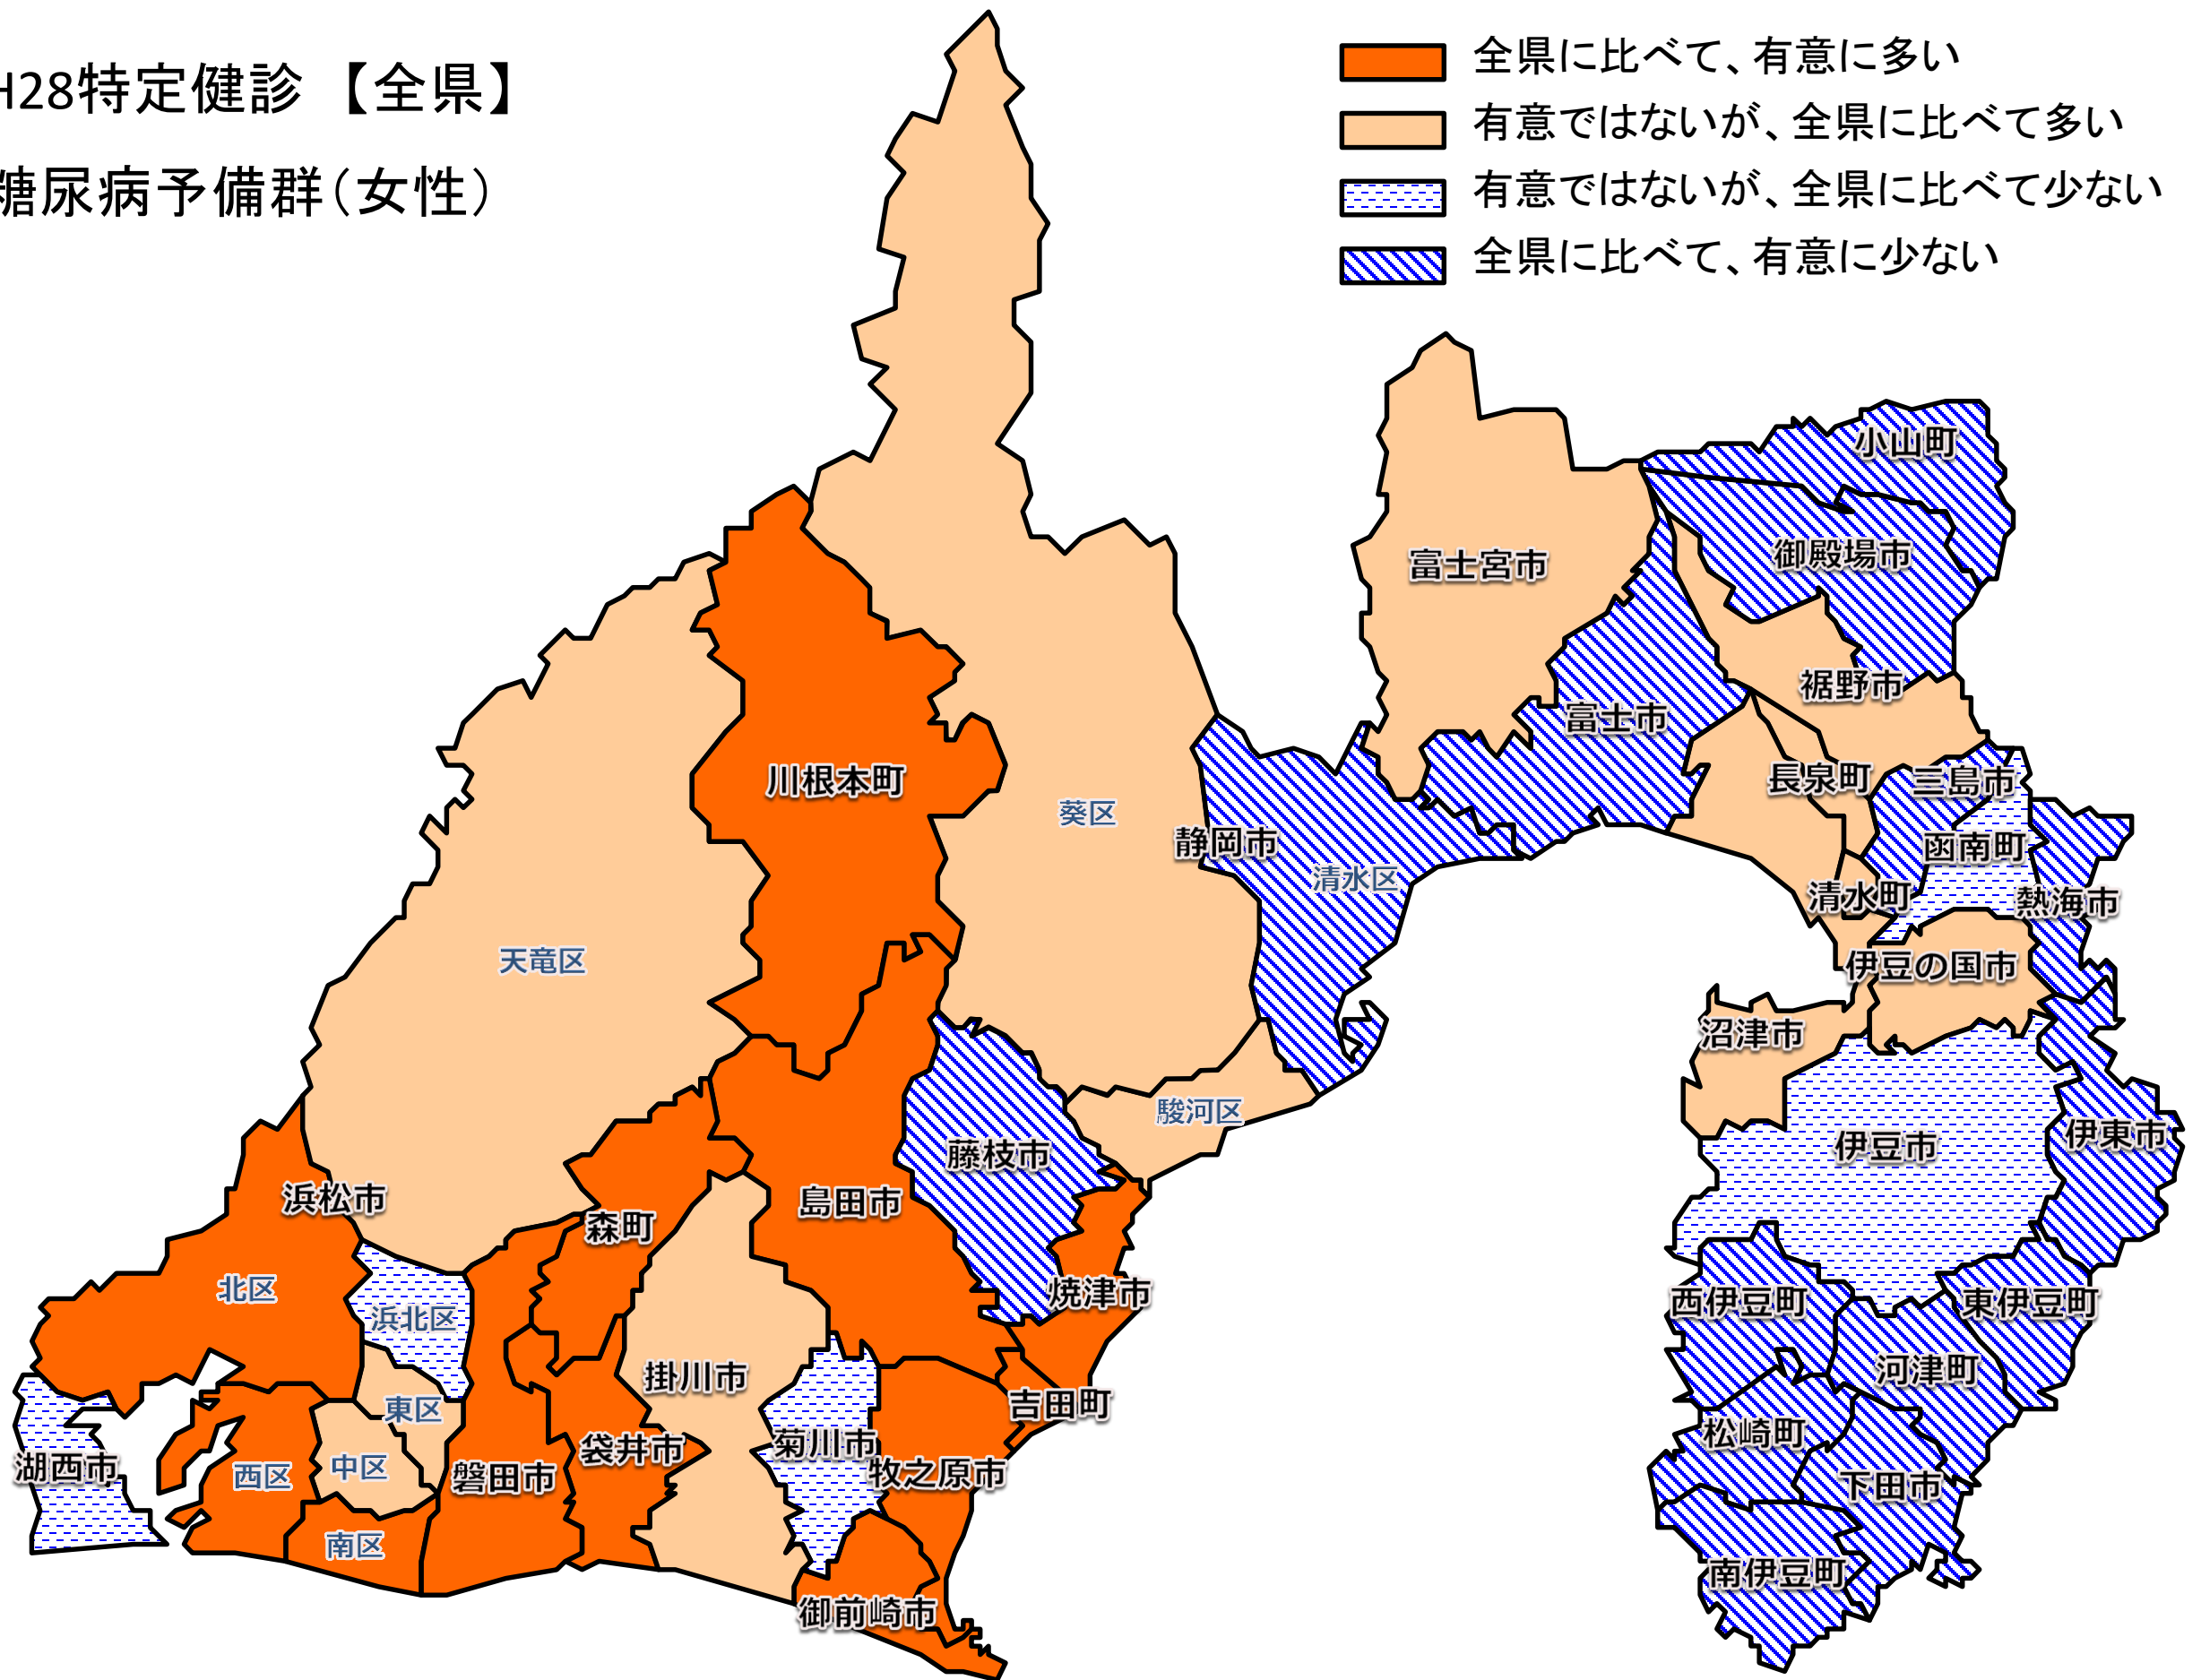 H28特定健診 【全県】
糖尿病予備群(女性)
全県に比べて、有意に多い
有意ではないが、全県に比べて多い
有意ではないが、全県に比べて少ない
全県に比べて、有意に少ない
小山町
御殿場市
富士宮市
裾野市
富士市
川根本町
長泉町
三島市
葵区
静岡市
函南町
清水区
清水町
熱海市
天竜区
伊豆の国市
沼津市
駿河区
伊東市
藤枝市
伊豆市
浜松市
島田市
森町
北区
焼津市
浜北区
西伊豆町
東伊豆町
掛川市
河津町
東区
吉田町
松崎町
菊川市
袋井市
湖西市
西区
中区
磐田市
牧之原市
下田市
南区
南伊豆町
御前崎市